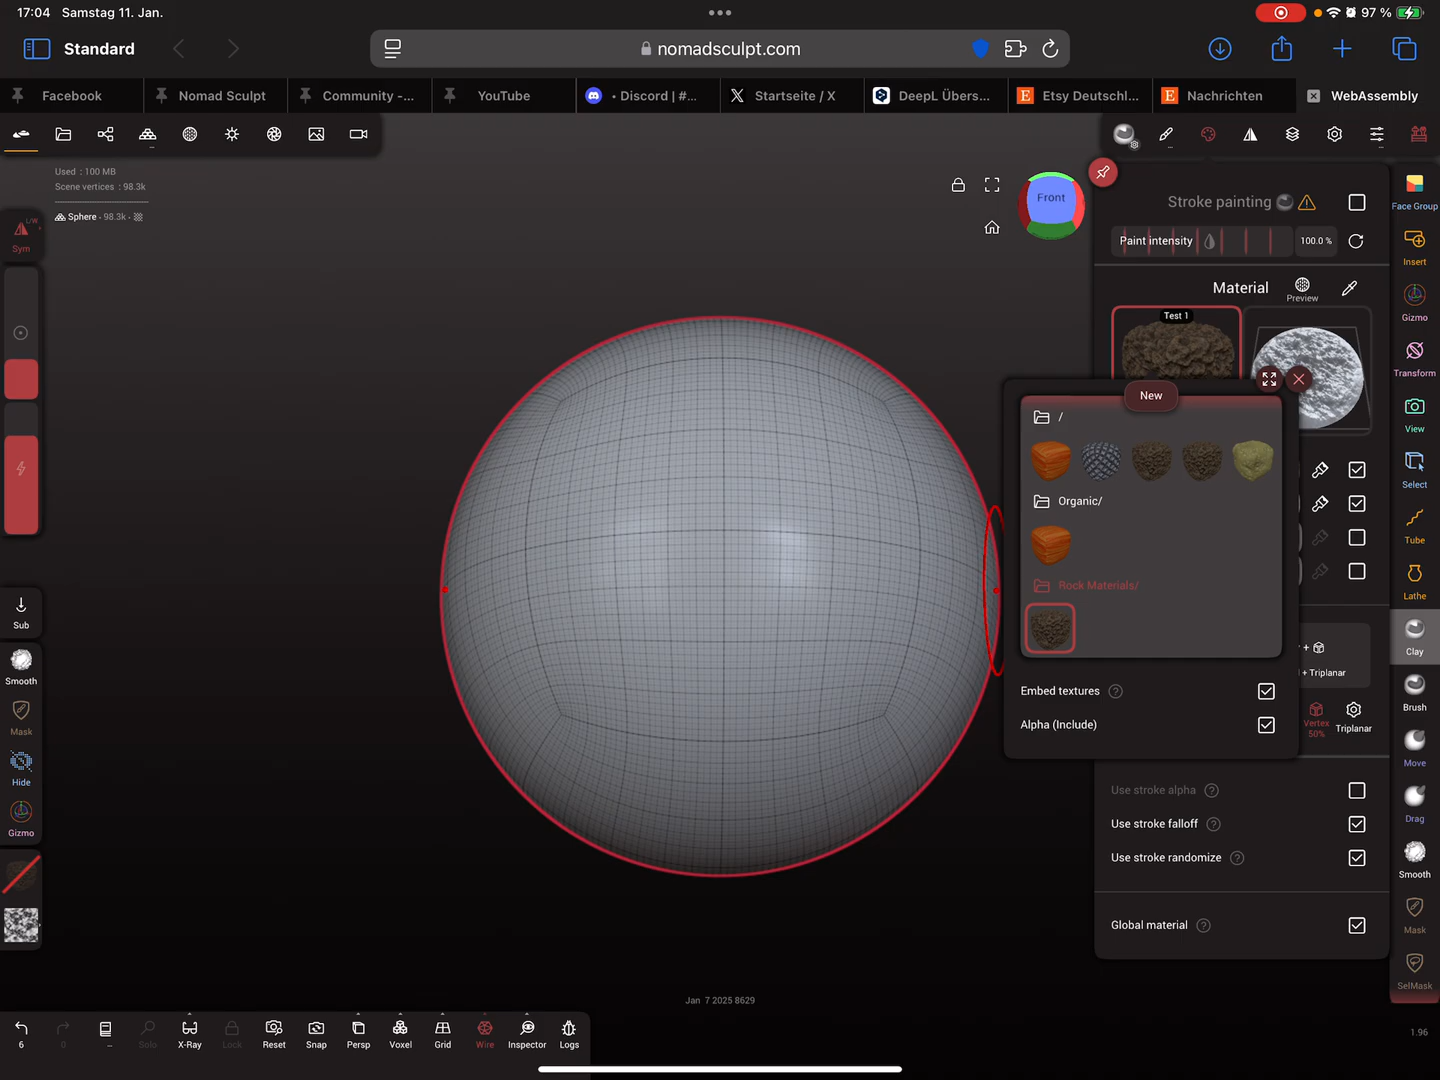 17:04 Samstag 11. Jan.
97 %
Standard
nomadsculpt.com
Facebook
Nomad Sculpt
Community -...
YouTube
• Discord | #...
Startseite / X
DeepL Übers...
Etsy Deutschl...
Nachrichten
WebAssembly
Used : 100 MB
Scene vertices : 98.3k
Sphere - 98.3k -
Front
L/W
Sym
Sub
Smooth
Mask
Hide
Gizmo
Stroke painting
Paint intensity
100.0 %
Material
Preview
Test 1
New
/
Organic/
Rock Materials/
Embed textures ?
Alpha (Include)
+ Triplanar
Vertex
50%
Triplanar
Use stroke alpha ?
Use stroke falloff ?
Use stroke randomize ?
Global material ?
Face Group
Insert
Gizmo
Transform
View
Select
Tube
Lathe
Clay
Brush
Move
Drag
Smooth
Mask
SelMask
Jan 7 2025 8629
1.96
6
0
...
Solo
X-Ray
Lock
Reset
Snap
Persp
Voxel
Grid
Wire
Inspector
Logs